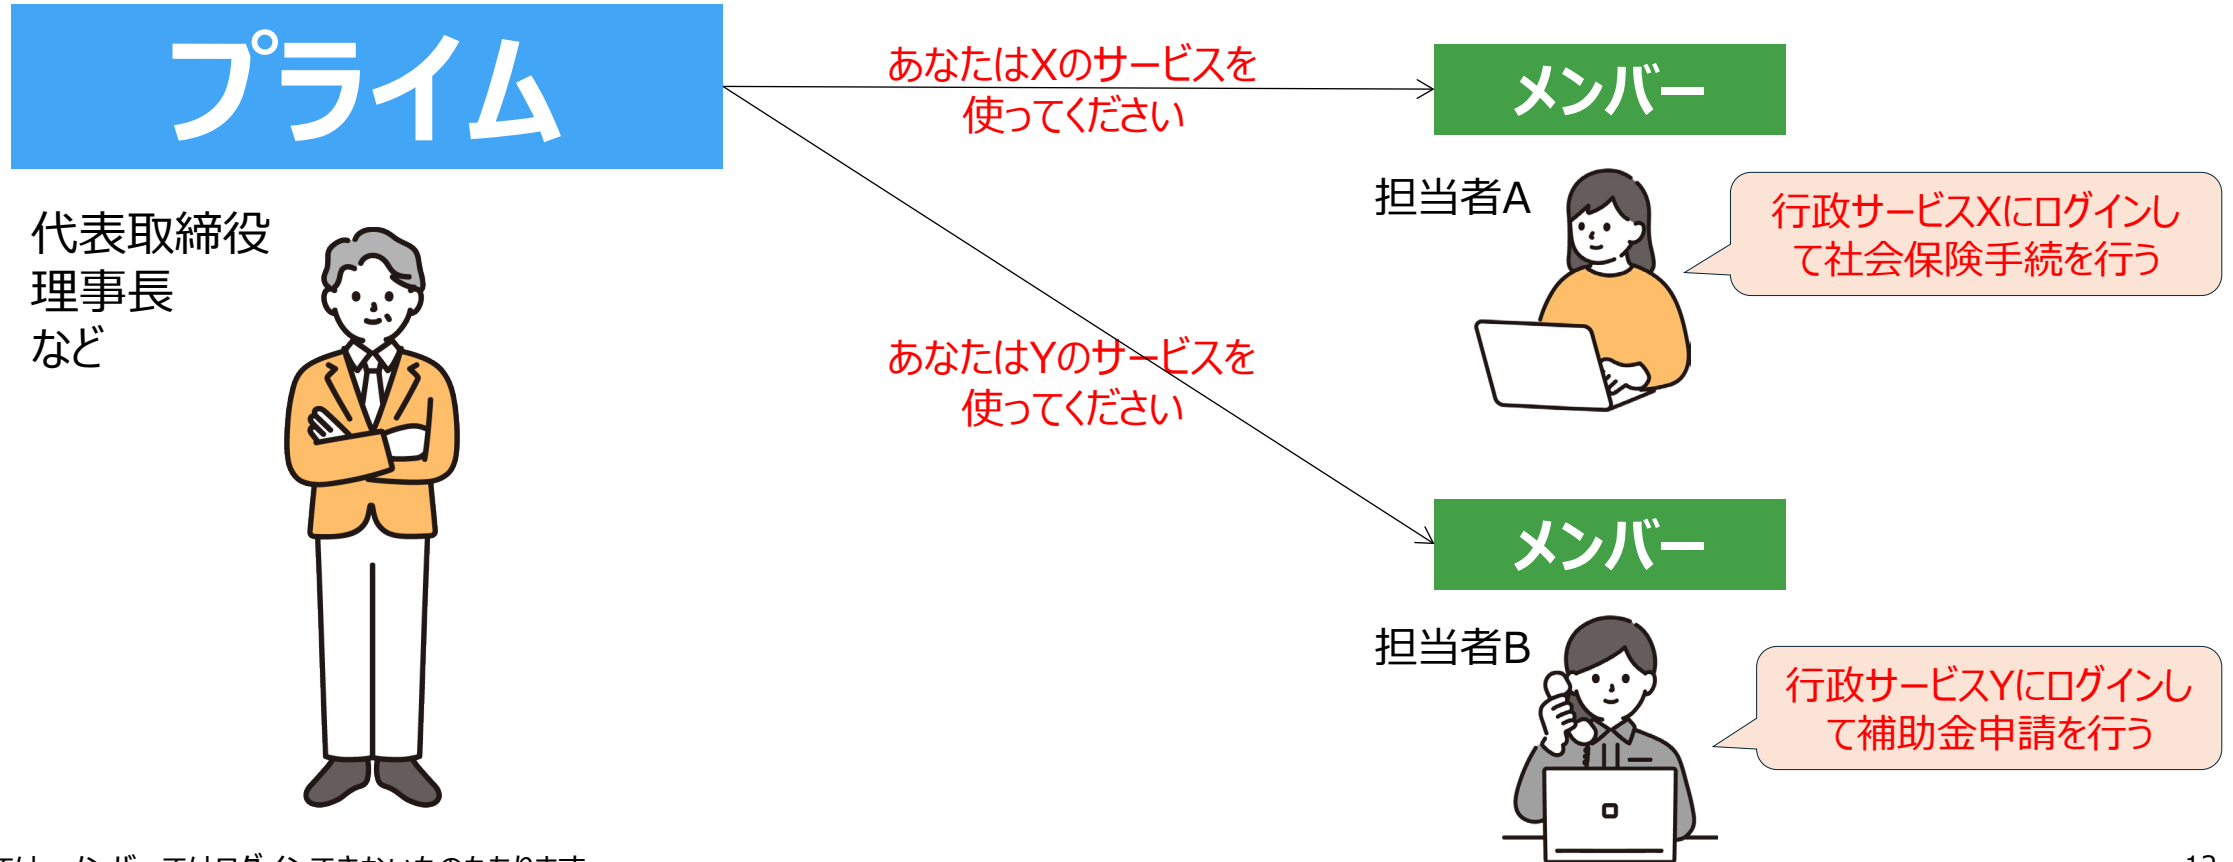 プライム
あなたはXのサービスを
使ってください
メンバー
代表取締役
理事長
など
担当者A
行政サービスXにログインし
て社会保険手続を行う
あなたはYのサービスを
使ってください
メンバー
担当者B
行政サービスYにログインし
て補助金申請を行う